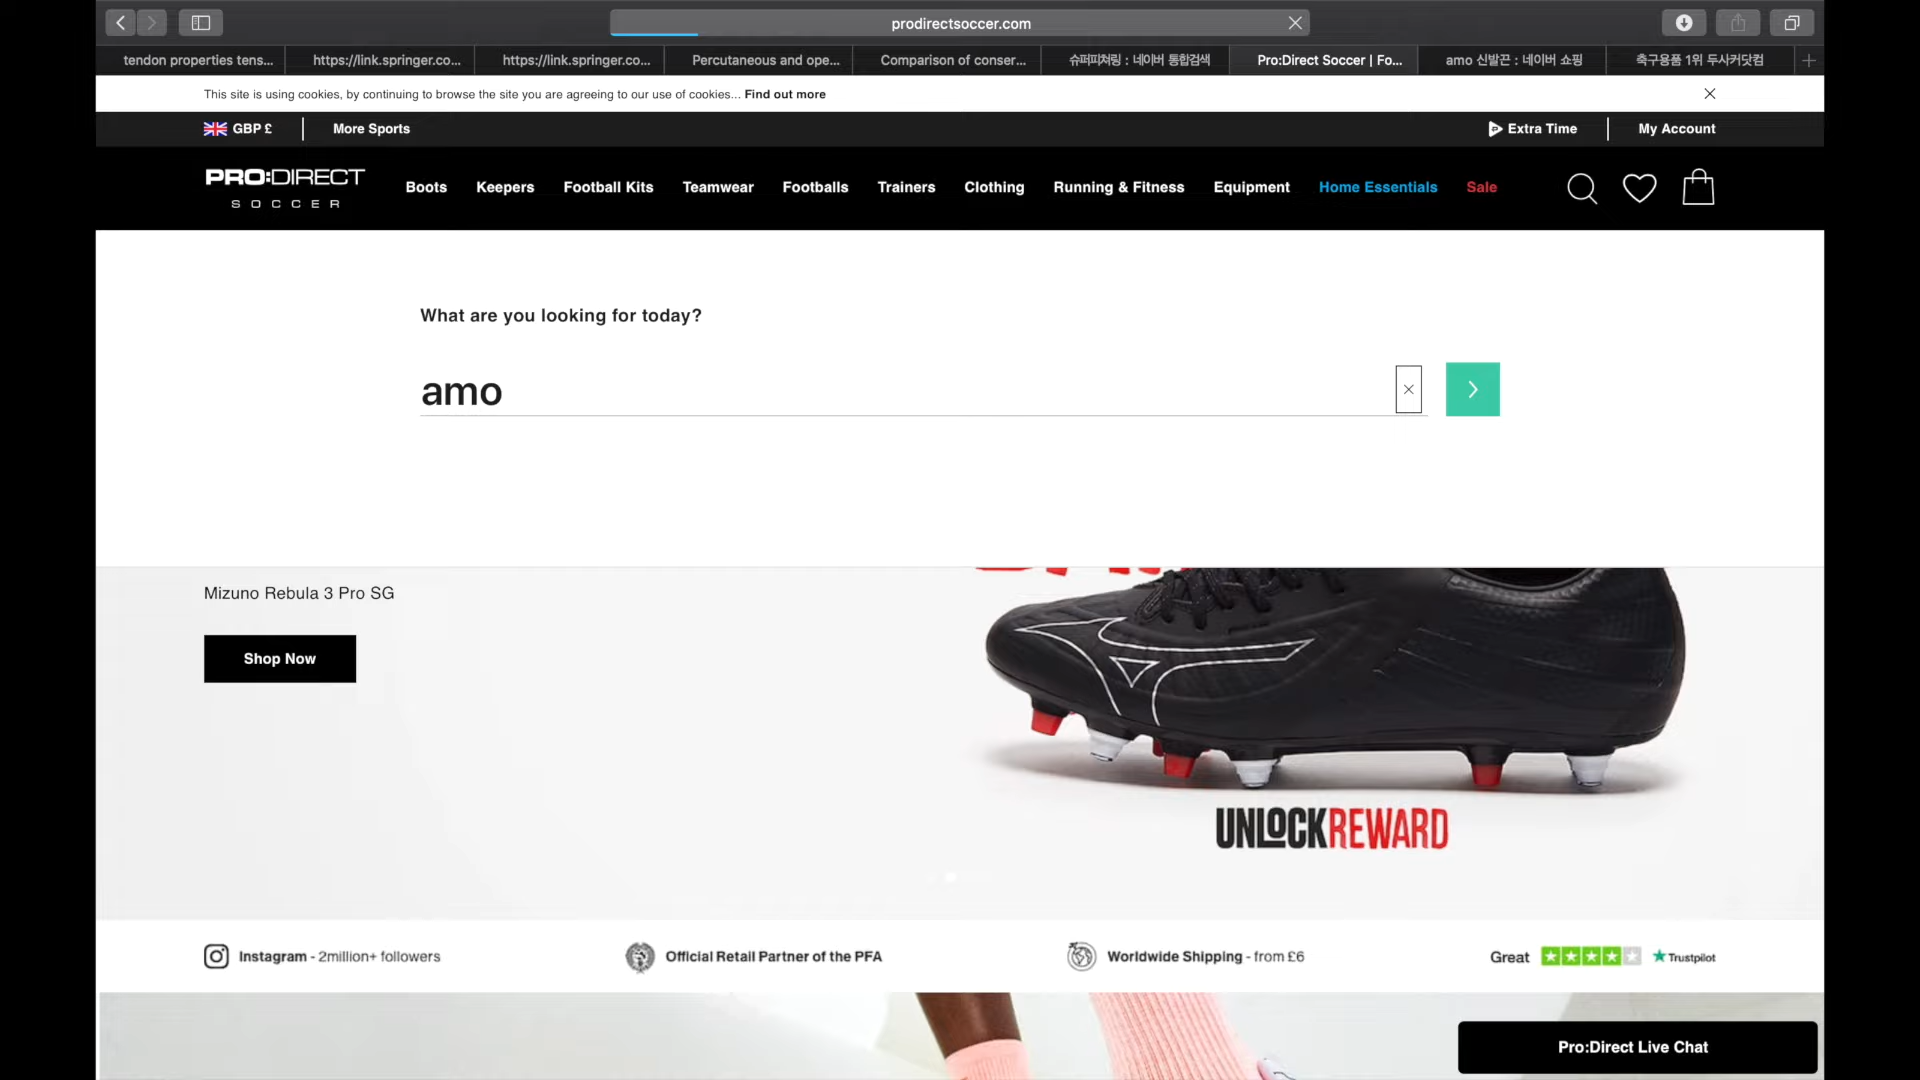 prodirectsoccer.com
tendon properties tens...
https://link.springer.co...
https://link.springer.co...
Percutaneous and ope...
Comparison of conser...
슈퍼피쳐링 : 네이버 통합검색
Pro:Direct Soccer | Fo...
amo 신발끈 : 네이버 쇼핑
축구용품 1위 두사커닷컴
This site is using cookies, by continuing to browse the site you are agreeing to our use of cookies... Find out more
GBP £
More Sports
Extra Time
My Account
PRO:DIRECT
SOCCER
Boots
Keepers
Football Kits
Teamwear
Footballs
Trainers
Clothing
Running & Fitness
Equipment
Home Essentials
Sale
What are you looking for today?
amo
Mizuno Rebula 3 Pro SG
Shop Now
UNLOCKREWARD
Instagram - 2million+ followers
Official Retail Partner of the PFA
Worldwide Shipping - from £6
Great
Trustpilot
Pro:Direct Live Chat